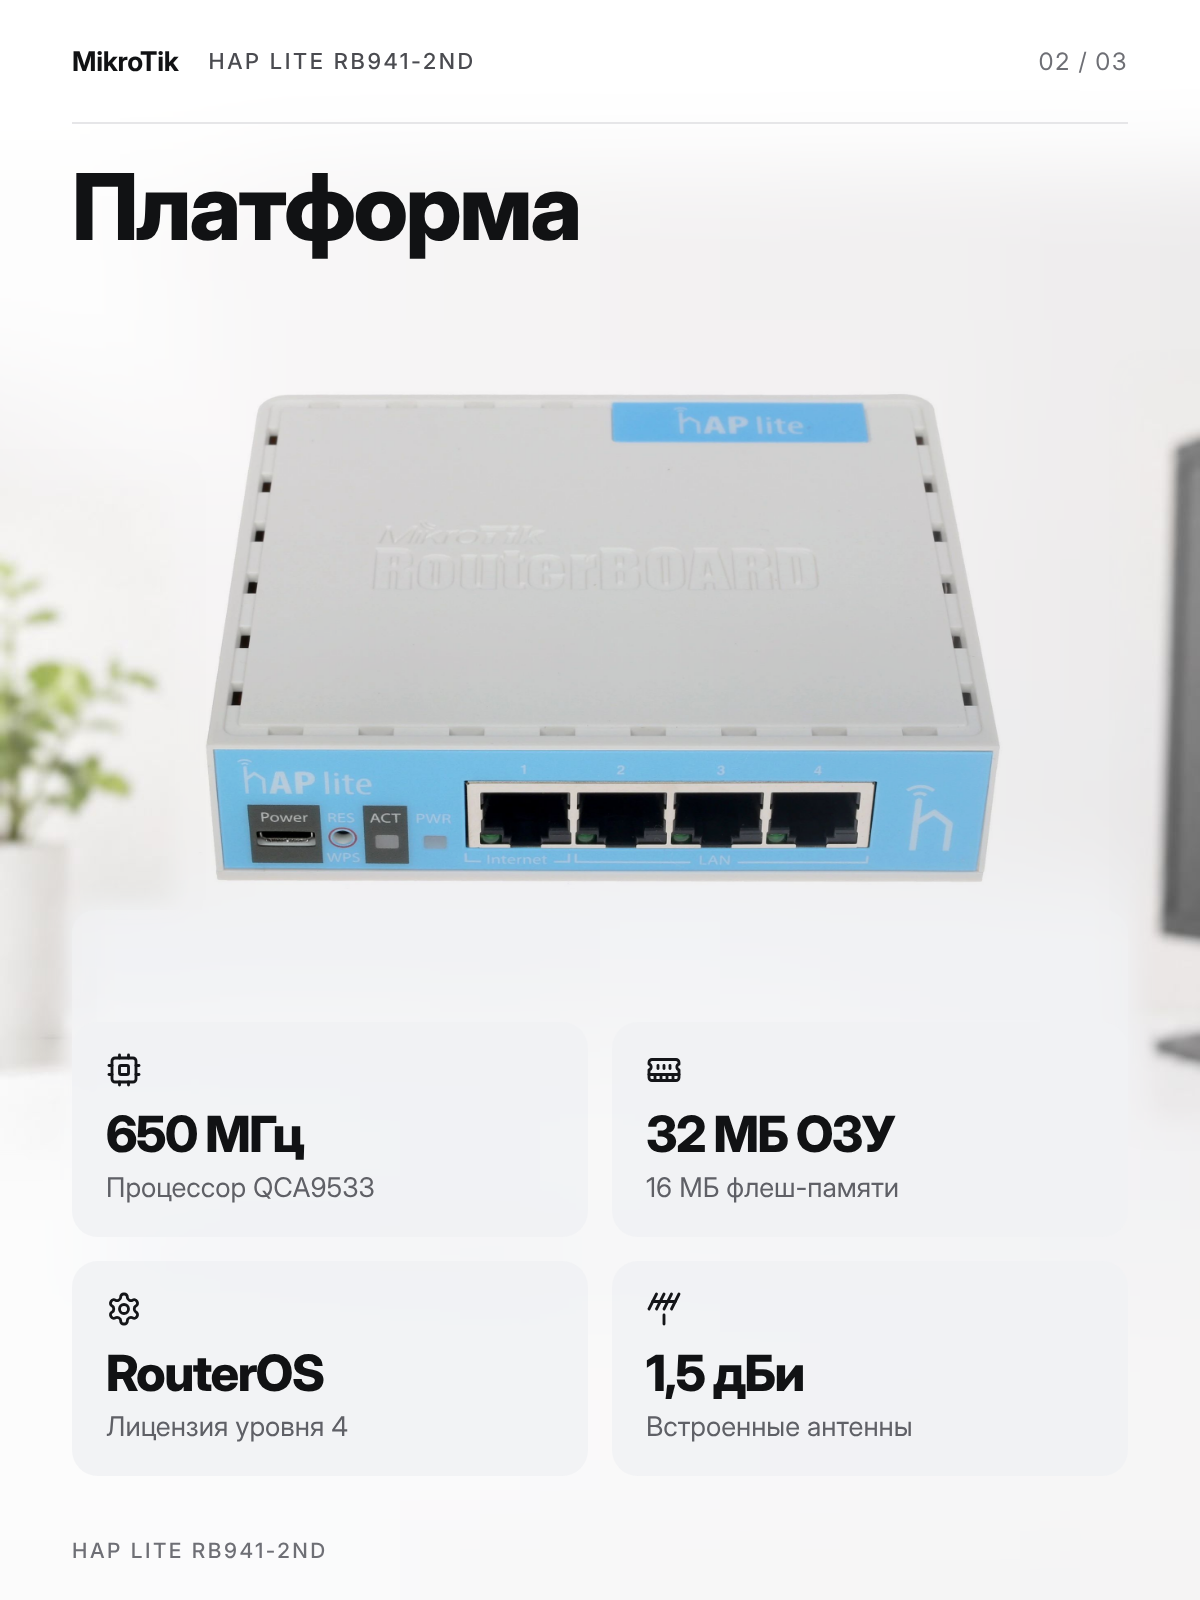 MikroTik HAP LITE RB941-2ND 02 / 03
Платформа
hAP lite
MikroTik
RouterBOARD
hAP lite
1 2 3 4
Power RES ACT PWR
WPS
Internet LAN
650 МГц
Процессор QCA9533
32 МБ ОЗУ
16 МБ флеш-памяти
RouterOS
Лицензия уровня 4
1,5 дБи
Встроенные антенны
HAP LITE RB941-2ND